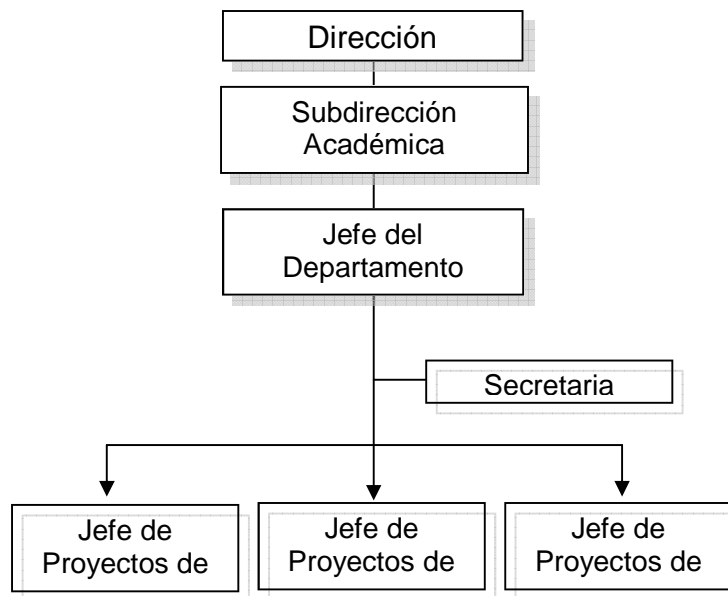 Dirección
Subdirección
Académica
Jefe del
Departamento
Secretaria
Jefe de
Proyectos de
Jefe de
Proyectos de
Jefe de
Proyectos de